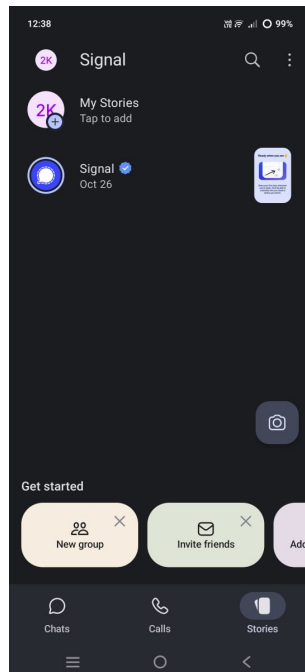 12:38
99%
2K
Signal
2K
My Stories
Tap to add
Signal
Oct 26
Get started
New group
Invite friends
Add
Chats
Calls
Stories